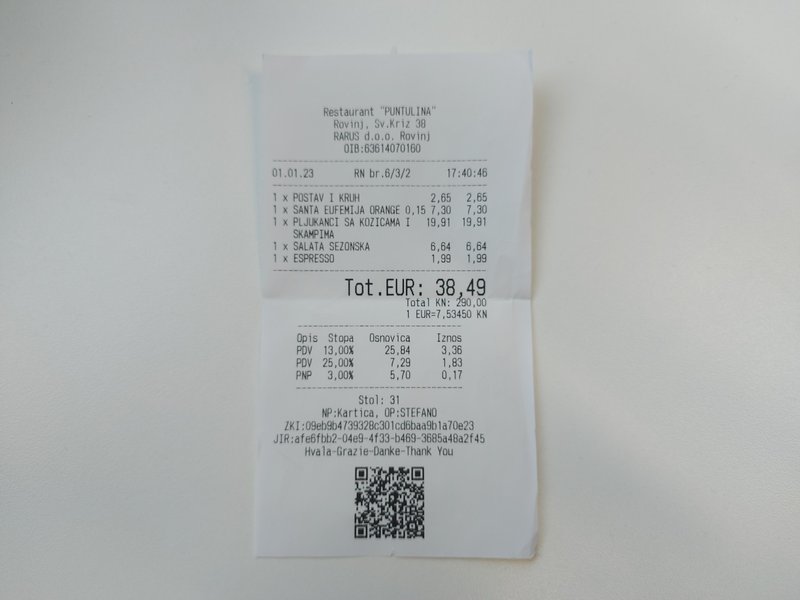 Restaurant "PUNTULINA"
Rovinj, Sv.Kriz 38
RARUS d.o.o. Rovinj
OIB:63614070160
01.01.23 RN br.6/3/2 17:40:46
1 x POSTAV I KRUH 2,65 2,65
1 x SANTA EUFEMIJA ORANGE 0,15 7,30 7,30
1 x PLJUKANCI SA KOZICAMA I 19,91 19,91
SKAMPIMA
1 x SALATA SEZONSKA 6,64 6,64
1 x ESPRESSO 1,99 1,99
Tot.EUR: 38,49
Total KN: 290,00
1 EUR=7,53450 KN
Opis Stopa Osnovica Iznos
PDV 13,00% 25,84 3,36
PDV 25,00% 7,29 1,83
PNP 3,00% 5,70 0,17
Stol: 31
NP:Kartica, OP:STEFANO
ZKI:09eb9b4739328c301cd6baa9b1a70e23
JIR:afe6fbb2-04e9-4f33-b469-3685a48a2f45
Hvala-Grazie-Danke-Thank You